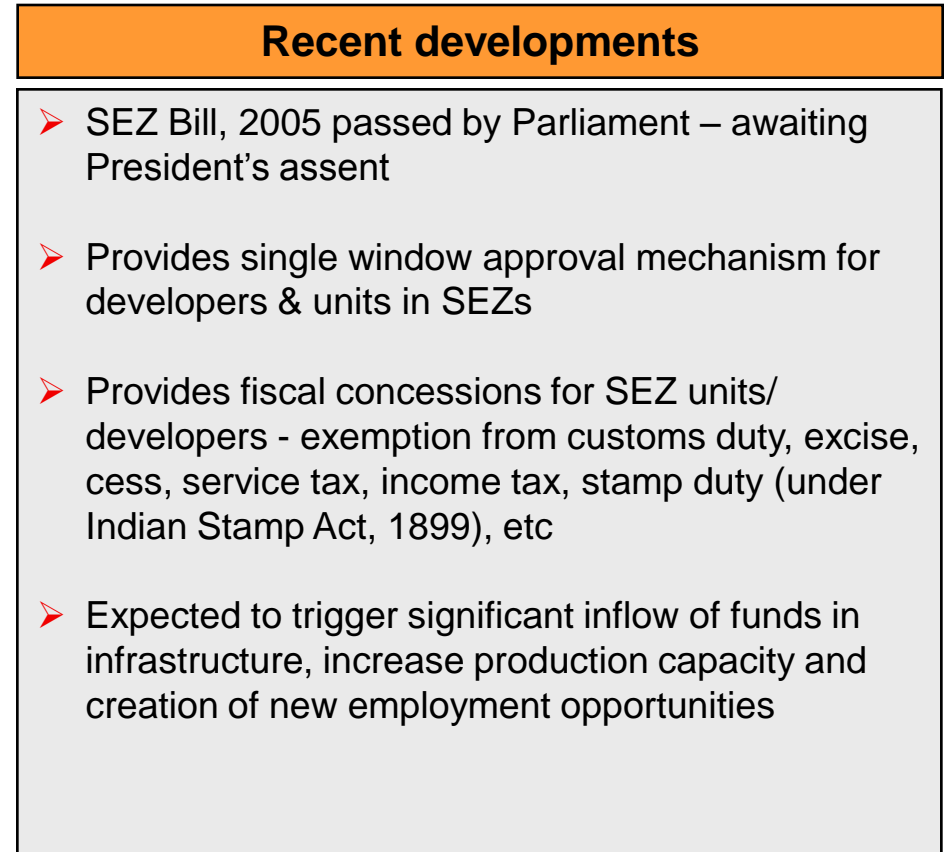 Recent developments
➢ SEZ Bill, 2005 passed by Parliament – awaiting
President’s assent
➢ Provides single window approval mechanism for
developers & units in SEZs
➢ Provides fiscal concessions for SEZ units/
developers - exemption from customs duty, excise,
cess, service tax, income tax, stamp duty (under
Indian Stamp Act, 1899), etc
➢ Expected to trigger significant inflow of funds in
infrastructure, increase production capacity and
creation of new employment opportunities